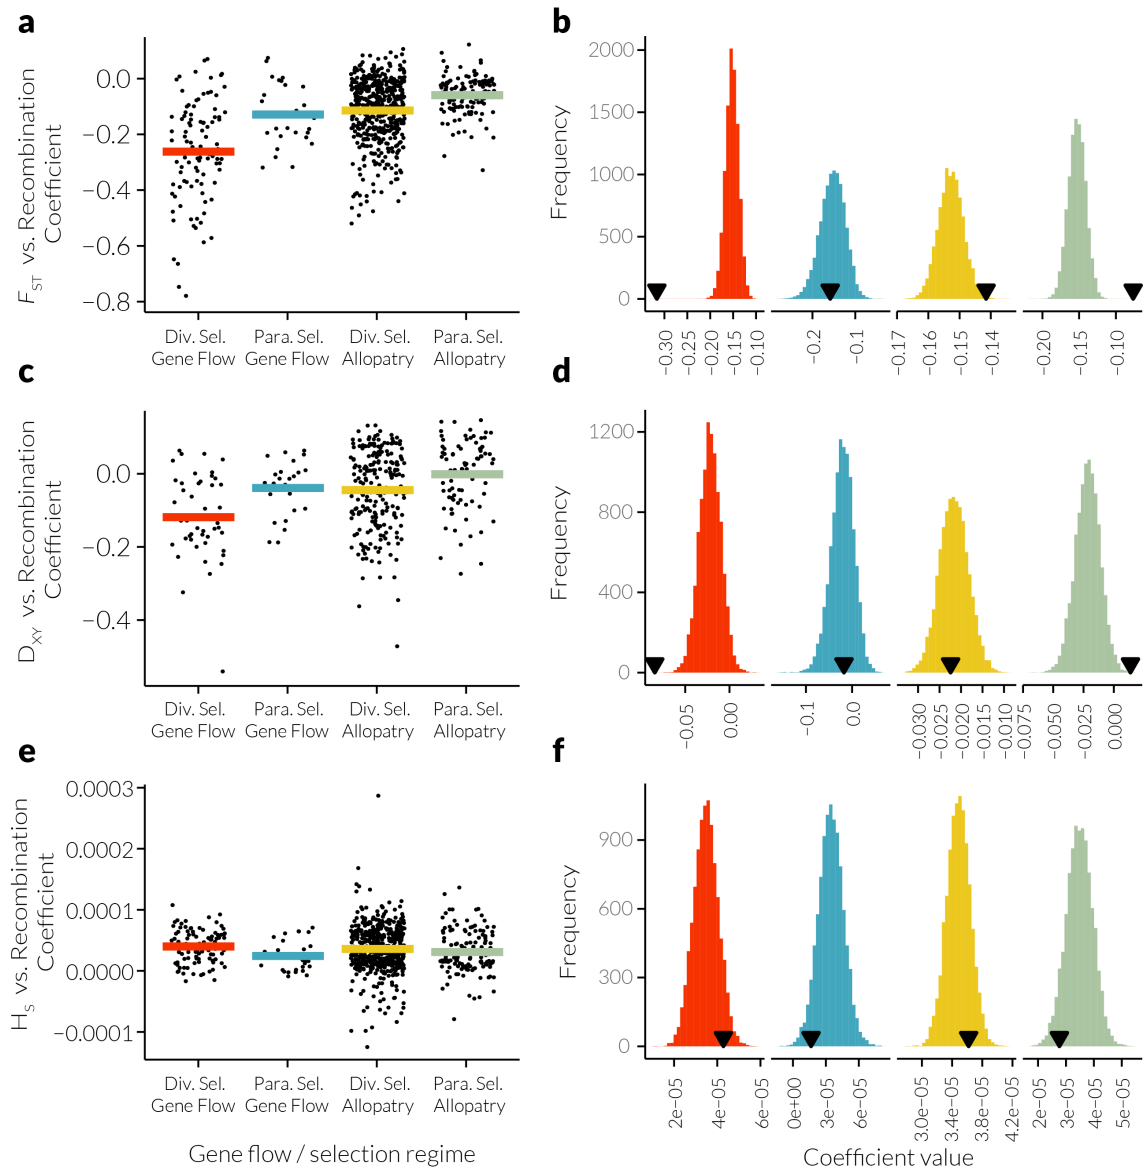 a
F_ST vs. Recombination
Coefficient
0.0
−0.2
−0.4
−0.6
−0.8
Div. Sel. Para. Sel. Div. Sel. Para. Sel.
Gene Flow Gene Flow Allopatry Allopatry
b
Frequency
2000
1500
1000
500
0
−0.30 −0.25 −0.20 −0.15 −0.10 −0.2 −0.1 −0.17 −0.16 −0.15 −0.14 −0.20 −0.15 −0.10
c
D_XY vs. Recombination
Coefficient
0.0
−0.2
−0.4
Div. Sel. Para. Sel. Div. Sel. Para. Sel.
Gene Flow Gene Flow Allopatry Allopatry
d
Frequency
1200
800
400
0
−0.05 0.00 −0.1 0.0 −0.030 −0.025 −0.020 −0.015 −0.010 −0.075 −0.050 −0.025 0.000
e
H_S vs. Recombination
Coefficient
0.0003
0.0002
0.0001
0.0000
−0.0001
Div. Sel. Para. Sel. Div. Sel. Para. Sel.
Gene Flow Gene Flow Allopatry Allopatry
Gene flow / selection regime
f
Frequency
900
600
300
0
2e−05 4e−05 6e−05 0e+00 3e−05 6e−05 3.0e−05 3.4e−05 3.8e−05 4.2e−05 2e−05 3e−05 4e−05 5e−05
Coefficient value